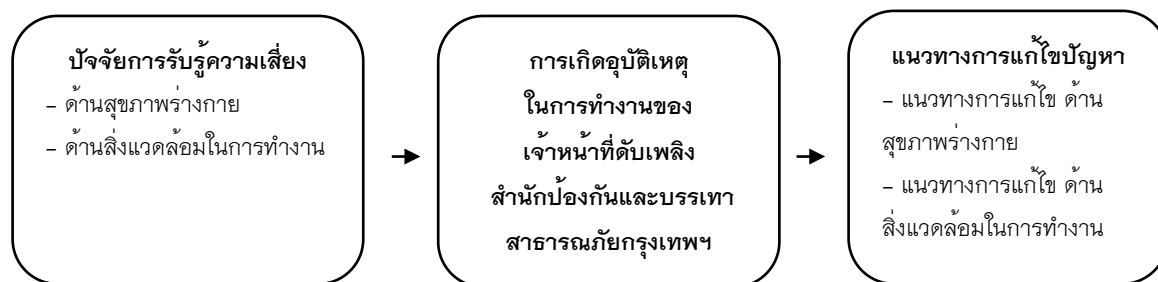 ปัจจัยการรับรู้ความเสี่ยง
– ด้านสุขภาพร่างกาย
– ด้านสิ่งแวดล้อมในการทำงาน
การเกิดอุบัติเหตุ
ในการทำงานของ
เจ้าหน้าที่ดับเพลิง
สำนักป้องกันและบรรเทา
สาธารณภัยกรุงเทพฯ
แนวทางการแก้ไขปัญหา
– แนวทางการแก้ไข ด้าน
สุขภาพร่างกาย
– แนวทางการแก้ไข ด้าน
สิ่งแวดล้อมในการทำงาน